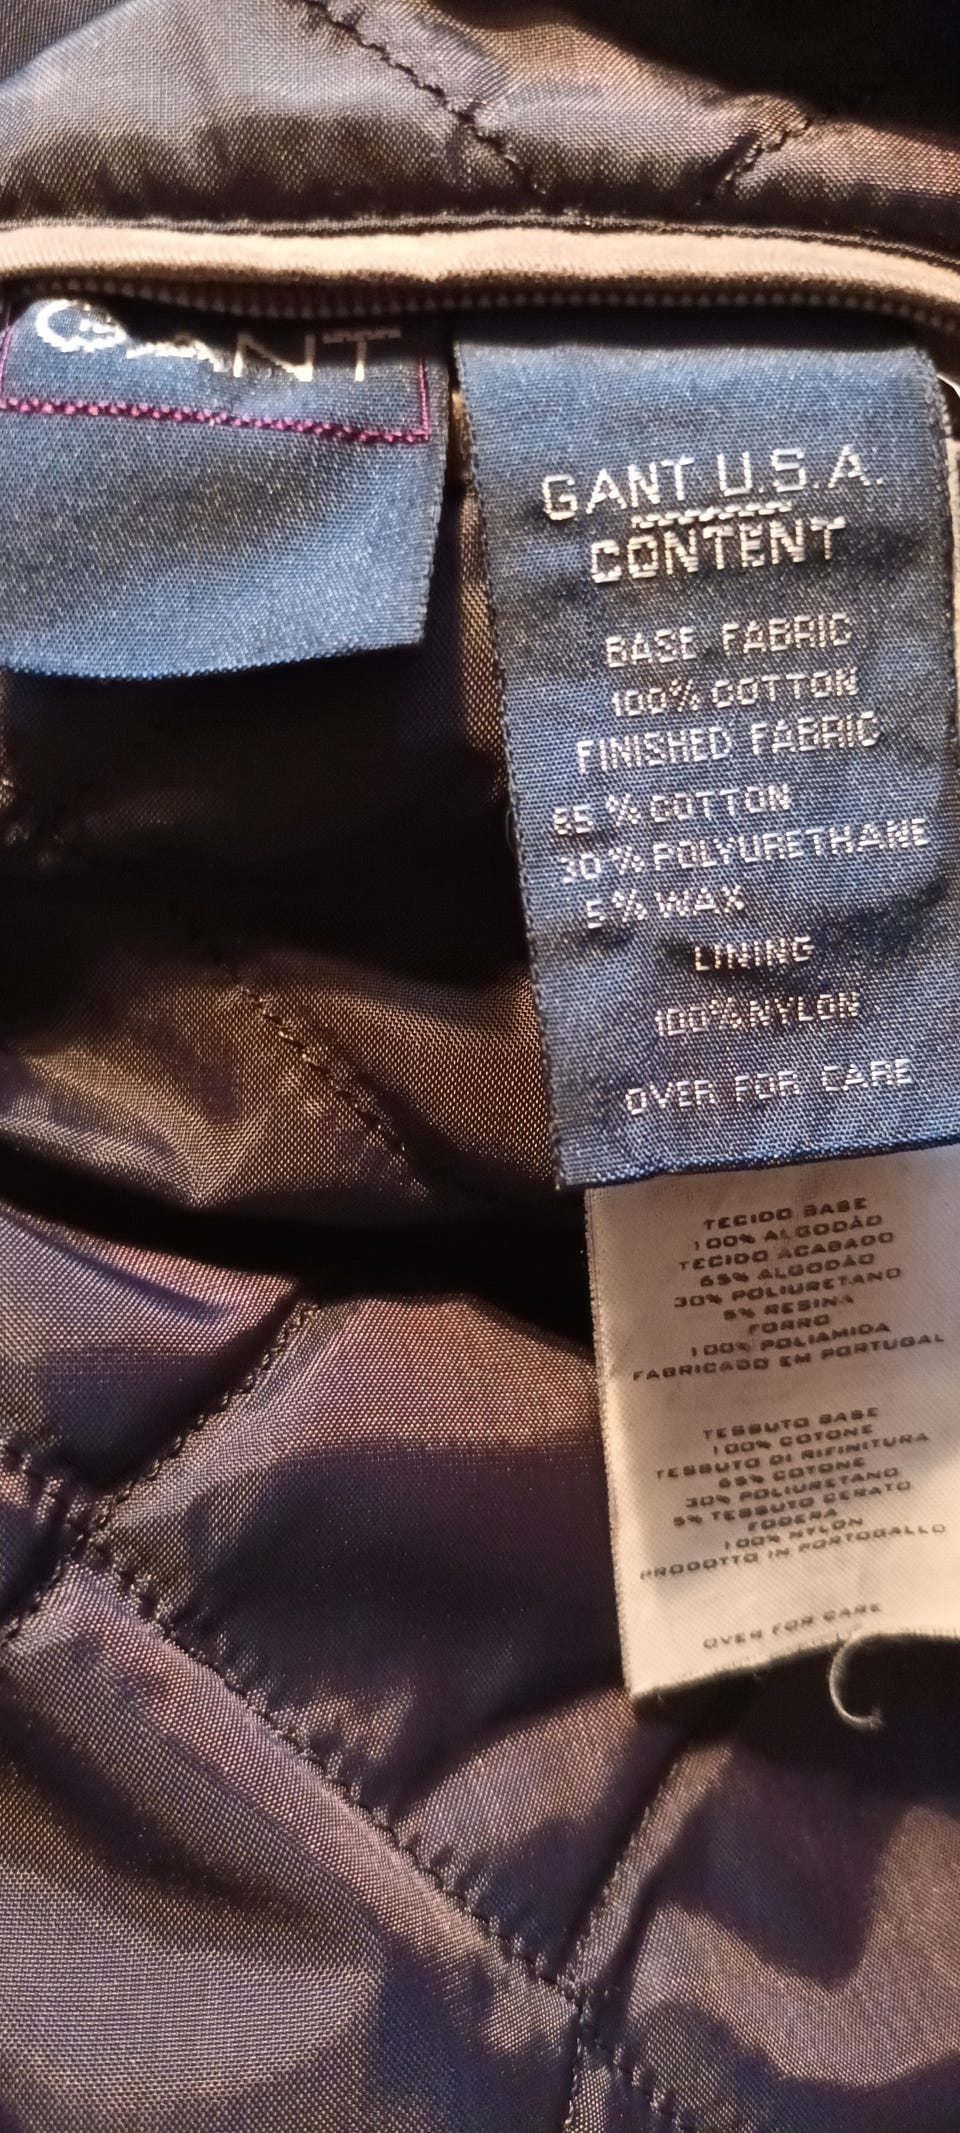 GANT
GANT U.S.A.
CONTENT
BASE FABRIC
100% COTTON
FINISHED FABRIC
65 % COTTON
30 % POLYURETHANE
5 % WAX
LINING
100% NYLON
OVER FOR CARE
TECIDO BASE
100% ALGODÃO
TECIDO ACABADO
65% ALGODÃO
30% POLIURETANO
5% RESINA
FORRO
100% POLIAMIDA
FABRICADO EM PORTUGAL
TESSUTO BASE
100% COTONE
TESSUTO DI RIFINITURA
65% COTONE
30% POLIURETANO
5% TESSUTO CERATO
FODERA
100% NYLON
PRODOTTO IN PORTOGALLO
OVER FOR CARE